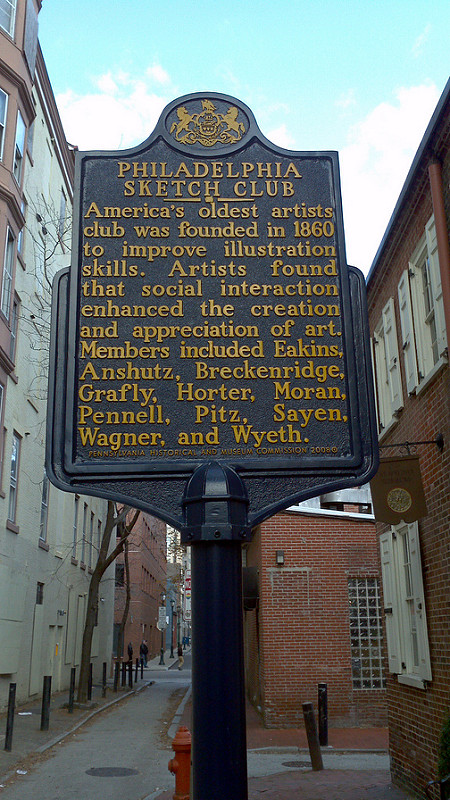 PHILADELPHIA
SKETCH CLUB
America's oldest artists
club was founded in 1860
to improve illustration
skills. Artists found
that social interaction
enhanced the creation
and appreciation of art.
Members included Eakins,
Anshutz, Breckenridge,
Grafly, Horter, Moran,
Pennell, Pitz, Sayen,
Wagner, and Wyeth.
PENNSYLVANIA HISTORICAL AND MUSEUM COMMISSION 2008©